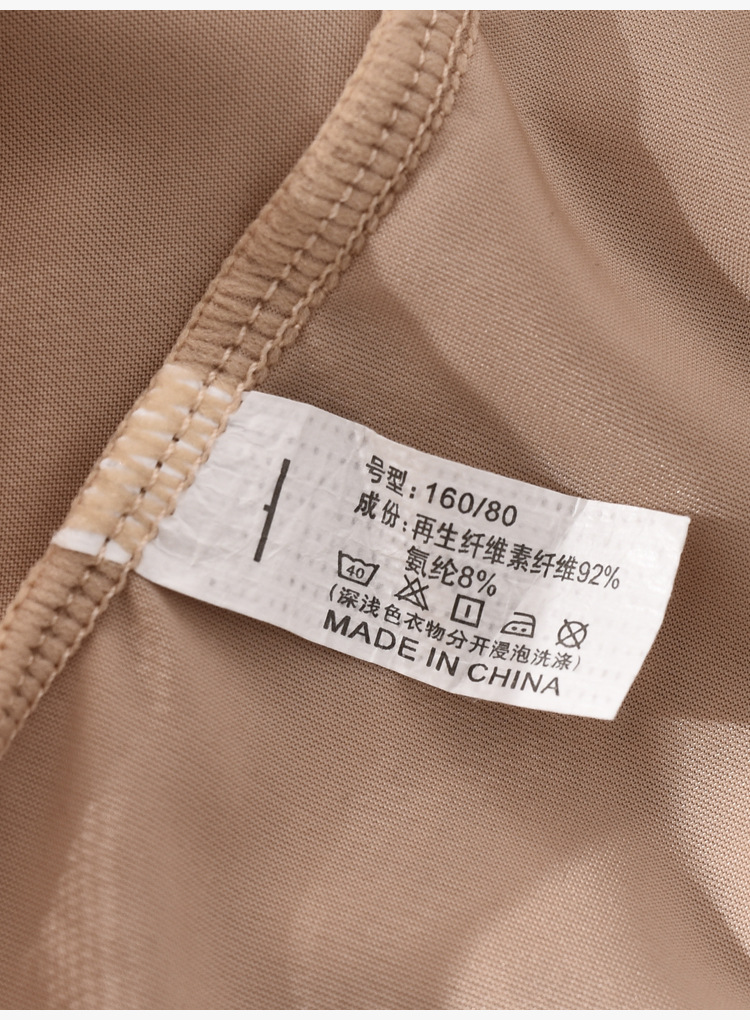 号型:160/80
成份:再生纤维素纤维92%
氨纶8%
40
(深浅色衣物分开浸泡洗涤)
MADE IN CHINA